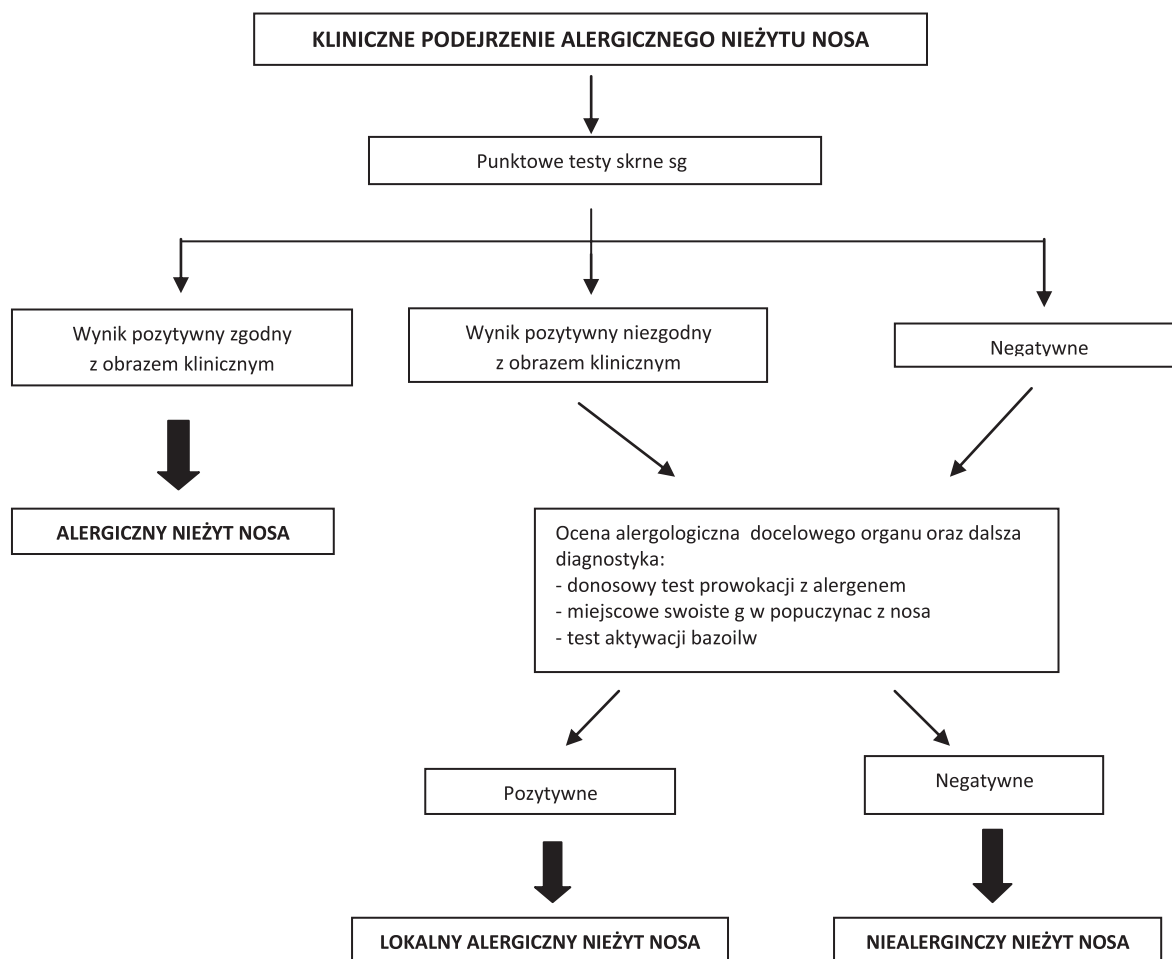 KLINICZNE PODEJRZENIE ALERGICZNEGO NIEŻYTU NOSA
Punktowe testy skrne sg
Wynik pozytywny zgodny
z obrazem klinicznym
Wynik pozytywny niezgodny
z obrazem klinicznym
Negatywne
ALERGICZNY NIEŻYT NOSA
Ocena alergologiczna docelowego organu oraz dalsza
diagnostyka:
- donosowy test prowokacji z alergenem
- miejscowe swoiste g w popuczynac z nosa
- test aktywacji bazoilw
Pozytywne
Negatywne
LOKALNY ALERGICZNY NIEŻYT NOSA
NIEALERGINCZY NIEŻYT NOSA